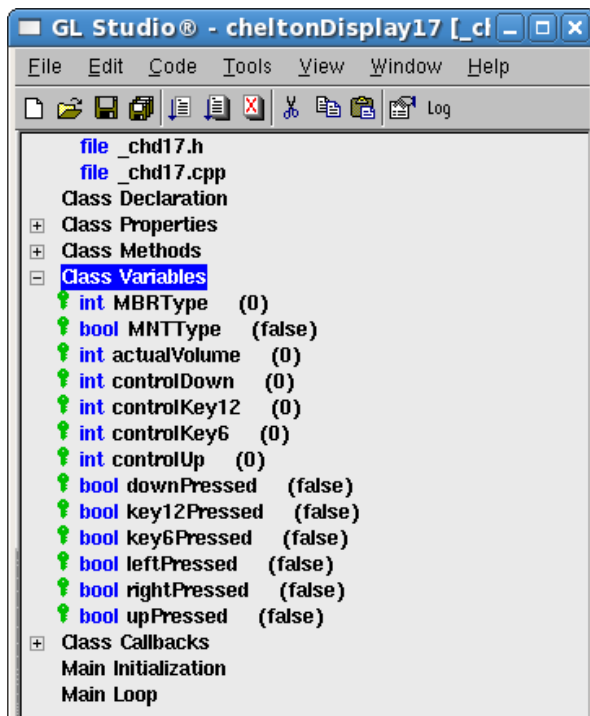 GL Studio® - cheltonDisplay17 [_cl
File Edit Code Tools View Window Help
Log
file _chd17.h
file _chd17.cpp
Class Declaration
Class Properties
Class Methods
Class Variables
int MBRType (0)
bool MNTType (false)
int actualVolume (0)
int controlDown (0)
int controlKey12 (0)
int controlKey6 (0)
int controlUp (0)
bool downPressed (false)
bool key12Pressed (false)
bool key6Pressed (false)
bool leftPressed (false)
bool rightPressed (false)
bool upPressed (false)
Class Callbacks
Main Initialization
Main Loop